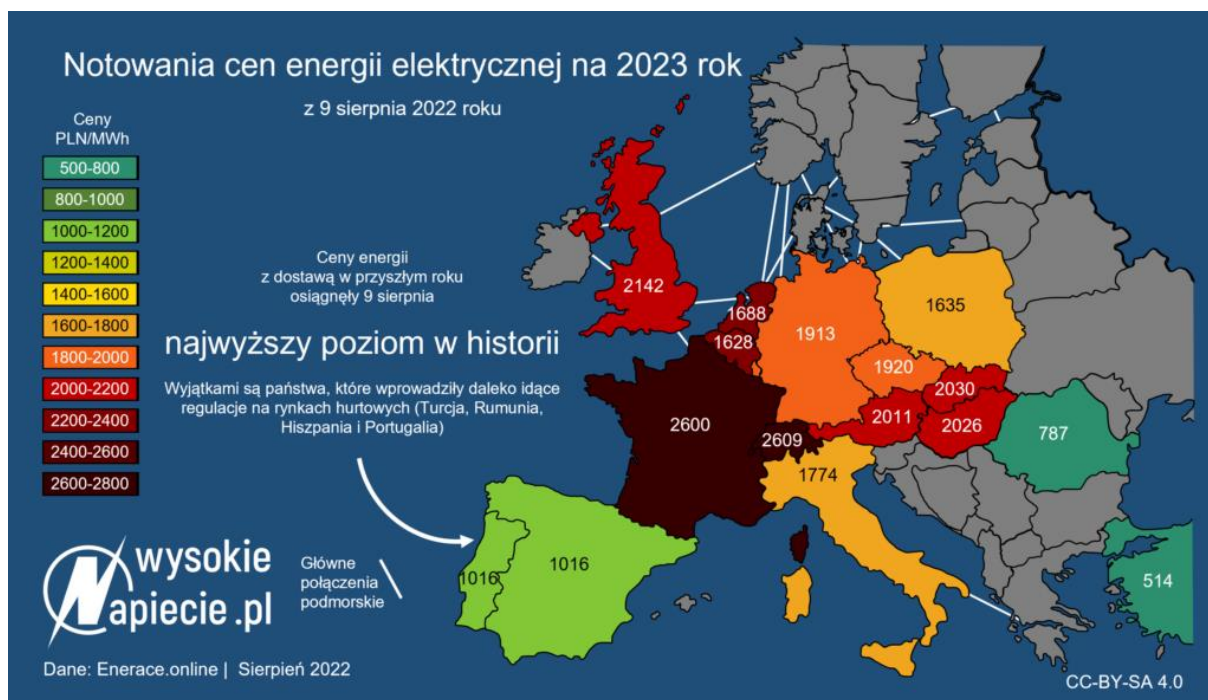 Notowania cen energii elektrycznej na 2023 rok
z 9 sierpnia 2022 roku
Ceny
PLN/MWh
500-800
800-1000
1000-1200
1200-1400
1400-1600
1600-1800
1800-2000
2000-2200
2200-2400
2400-2600
2600-2800
Ceny energii
z dostawą w przyszłym roku
osiągnęły 9 sierpnia
najwyższy poziom w historii
Wyjątkami są państwa, które wprowadziły daleko idące
regulacje na rynkach hurtowych (Turcja, Rumunia,
Hiszpania i Portugalia)
2142
1688
1628
1913
1635
1920
2030
2011
2026
787
2600
2609
1774
1016
1016
514
wysokie
Napiecie.pl
Główne
połączenia
podmorskie
Dane: Enerace.online | Sierpień 2022
CC-BY-SA 4.0